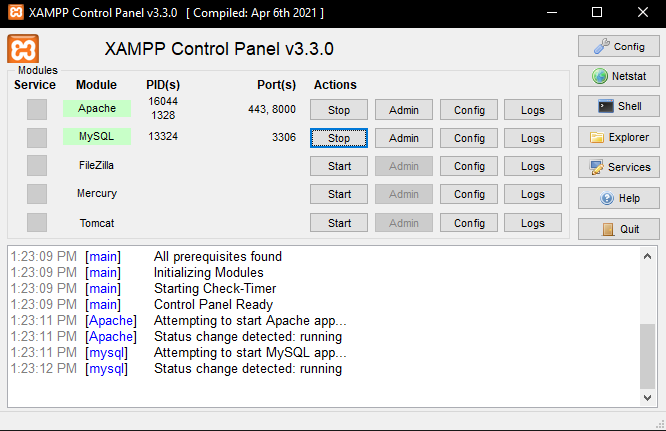 XAMPP Control Panel v3.3.0 [ Compiled: Apr 6th 2021 ]
XAMPP Control Panel v3.3.0
Config
Modules
Service Module PID(s) Port(s) Actions
Netstat
Apache 16044 1328 443, 8000 Stop Admin Config Logs
Shell
MySQL 13324 3306 Stop Admin Config Logs
Explorer
FileZilla Start Admin Config Logs
Services
Mercury Start Admin Config Logs
Help
Tomcat Start Admin Config Logs
Quit
1:23:09 PM [main] All prerequisites found
1:23:09 PM [main] Initializing Modules
1:23:09 PM [main] Starting Check-Timer
1:23:09 PM [main] Control Panel Ready
1:23:11 PM [Apache] Attempting to start Apache app...
1:23:11 PM [Apache] Status change detected: running
1:23:11 PM [mysql] Attempting to start MySQL app...
1:23:12 PM [mysql] Status change detected: running